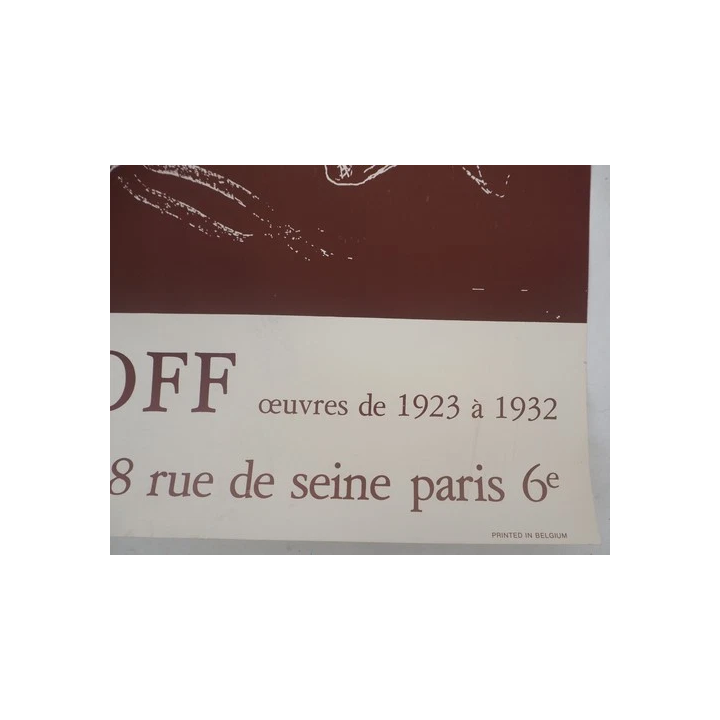 OFF œuvres de 1923 à 1932
8 rue de seine paris 6e
PRINTED IN BELGIUM